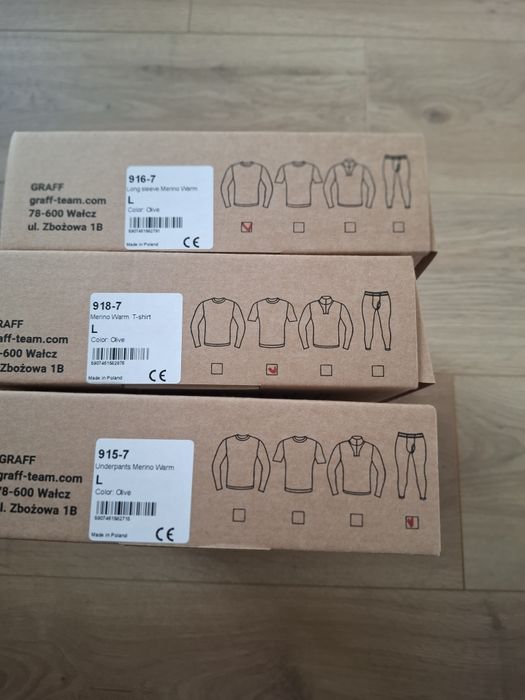 GRAFF
graff-team.com
78-600 Wałcz
ul. Zbożowa 1B
916-7
Long sleeve Merino Warm
L
Color: Olive
Made in Poland
CE
RAFF
aff-team.com
-600 Wałcz
Zbożowa 1B
918-7
Merino Warm T-shirt
L
Color: Olive
Made in Poland
CE
GRAFF
graff-team.com
78-600 Wałcz
l. Zbożowa 1B
915-7
Underpants Merino Warm
L
Color: Olive
Made in Poland
CE